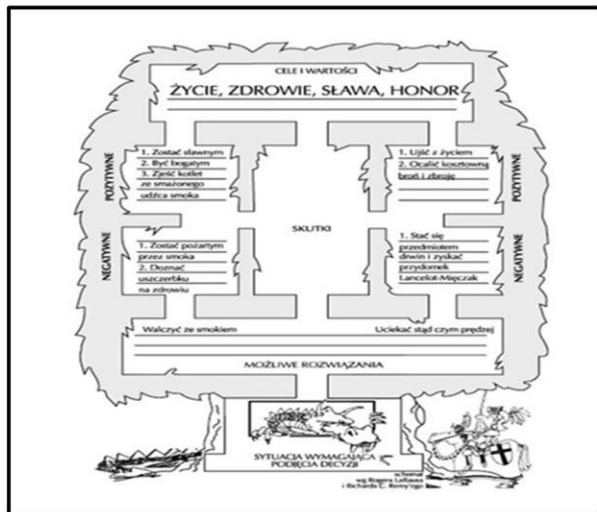 CELE I WARTOŚCI
ŻYCIE, ZDROWIE, SŁAWA, HONOR
POZYTYWNE
1. Zostać sławnym
2. Być bogatym
3. Zjeść kotlet
ze smażonego
udźca smoka
1. Ujść z życiem
2. Ocalić kosztowną
broń i zbroję
POZYTYWNE
SKUTKI
NEGATYWNE
1. Zostać pożartym
przez smoka
2. Doznać
uszczerbku
na zdrowiu
1. Stać się
przedmiotem
drwin i zyskać
przydomek
Lancelot-Mięczak
NEGATYWNE
Walczyć ze smokiem
Uciekać stąd czym prędzej
MOŻLIWE ROZWIĄZANIA
SYTUACJA WYMAGAJĄCA
PODJĘCIA DECYZJI
schemat
wg Rogera LaRausa
i Richarda C. Remy'ego